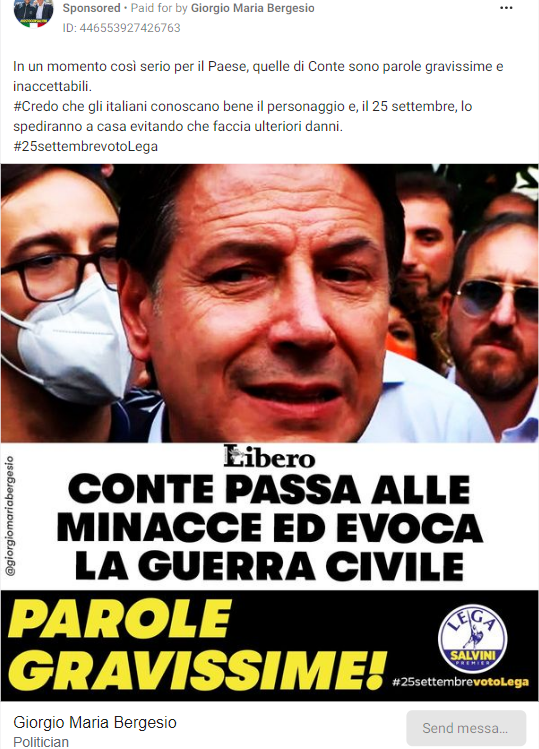 Sponsored • Paid for by Giorgio Maria Bergesio
ID: 446553927426763
In un momento così serio per il Paese, quelle di Conte sono parole gravissime e
inaccettabili.
#Credo che gli italiani conoscano bene il personaggio e, il 25 settembre, lo
spediranno a casa evitando che faccia ulteriori danni.
#25settembrevotoLega
@giorgiomariabergesio
Libero
CONTE PASSA ALLE
MINACCE ED EVOCA
LA GUERRA CIVILE
PAROLE
GRAVISSIME!
LEGA
SALVINI
PREMIER
#25settembrevotoLega
Giorgio Maria Bergesio
Politician
Send messa...